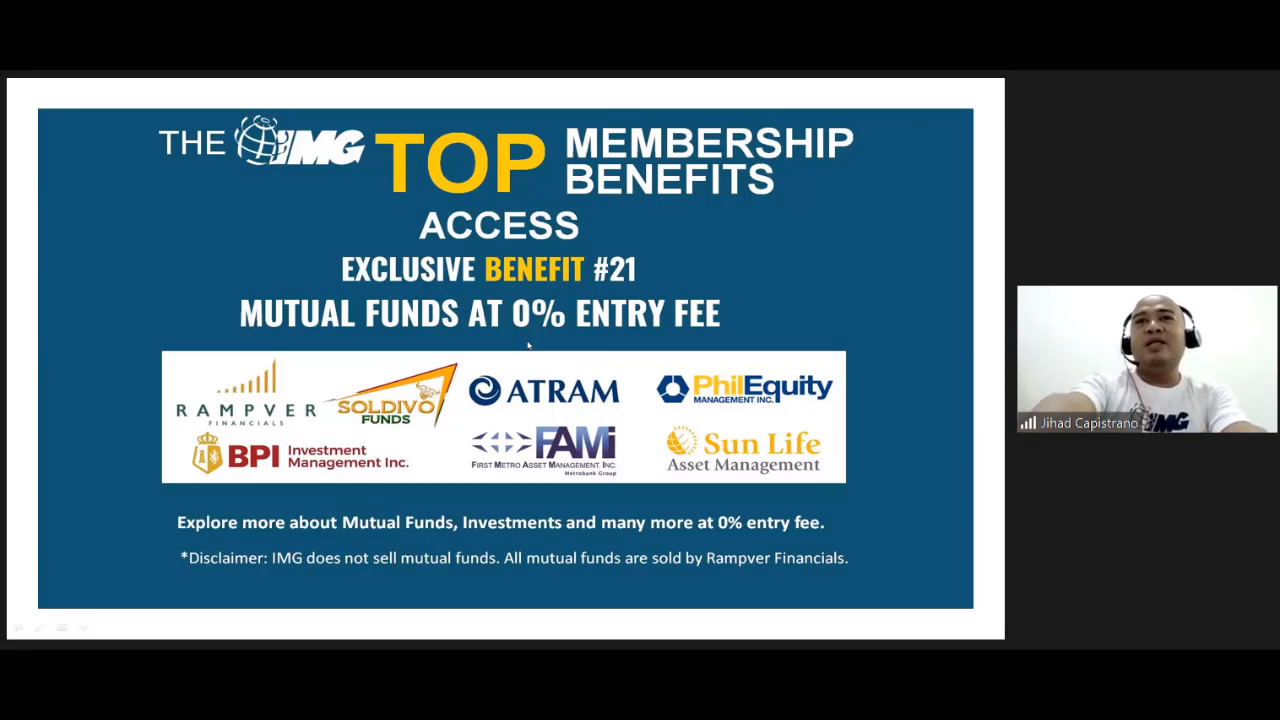 THE IMG TOP MEMBERSHIP
BENEFITS
ACCESS
EXCLUSIVE BENEFIT #21
MUTUAL FUNDS AT 0% ENTRY FEE
RAMPVER
FINANCIALS
SOLDIVO
FUNDS
ATRAM
PhilEquity
MANAGEMENT INC.
BPI Investment
Management Inc.
FAMi
FIRST METRO ASSET MANAGEMENT. INC.
Metrobank Group
Sun Life
Asset Management
Explore more about Mutual Funds, Investments and many more at 0% entry fee.
*Disclaimer: IMG does not sell mutual funds. All mutual funds are sold by Rampver Financials.
IMG
Jihad Capistrano